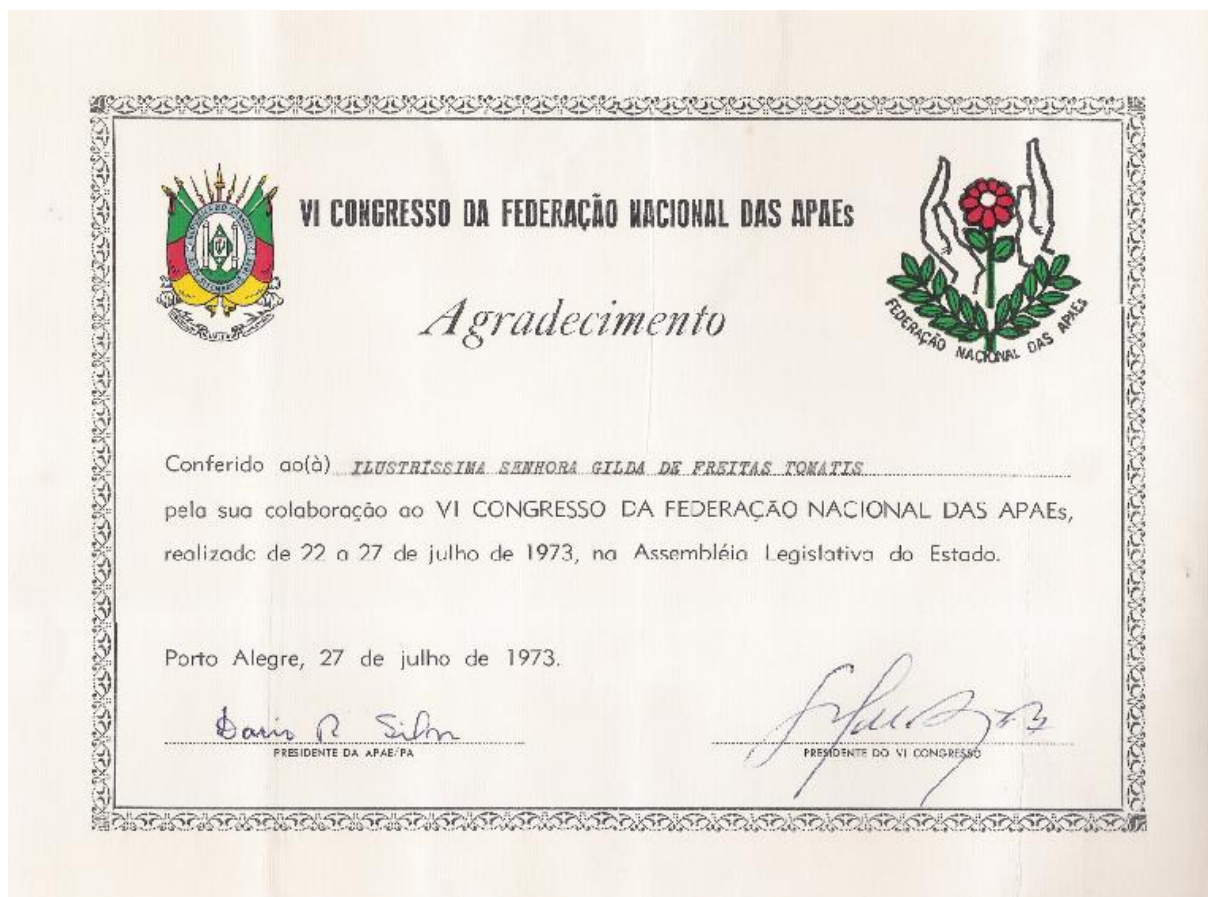 VI CONGRESSO DA FEDERAÇÃO NACIONAL DAS APAEs
Agradecimento
FEDERAÇÃO NACIONAL DAS APAEs
Conferido ao(à) ILUSTRÍSSIMA SENHORA GILDA DE FREITAS TOMATIS
pela sua colaboração ao VI CONGRESSO DA FEDERAÇÃO NACIONAL DAS APAEs,
realizado de 22 a 27 de julho de 1973, na Assembléia Legislativa do Estado.
Porto Alegre, 27 de julho de 1973.
PRESIDENTE DA APAE/PA
PRESIDENTE DO VI CONGRESSO